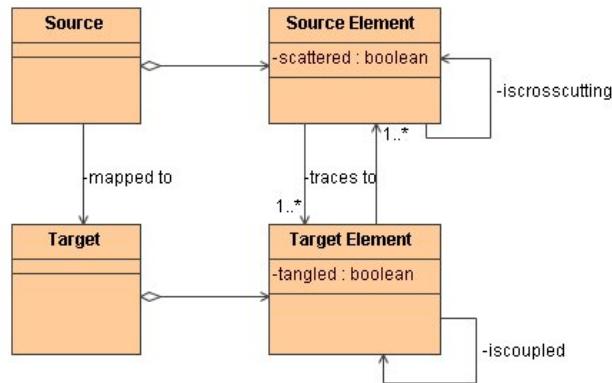 Source
Source Element
-scattered : boolean
-iscrosscutting
1..*
-mapped to
-traces to
1..*
Target
Target Element
-tangled : boolean
-iscoupled